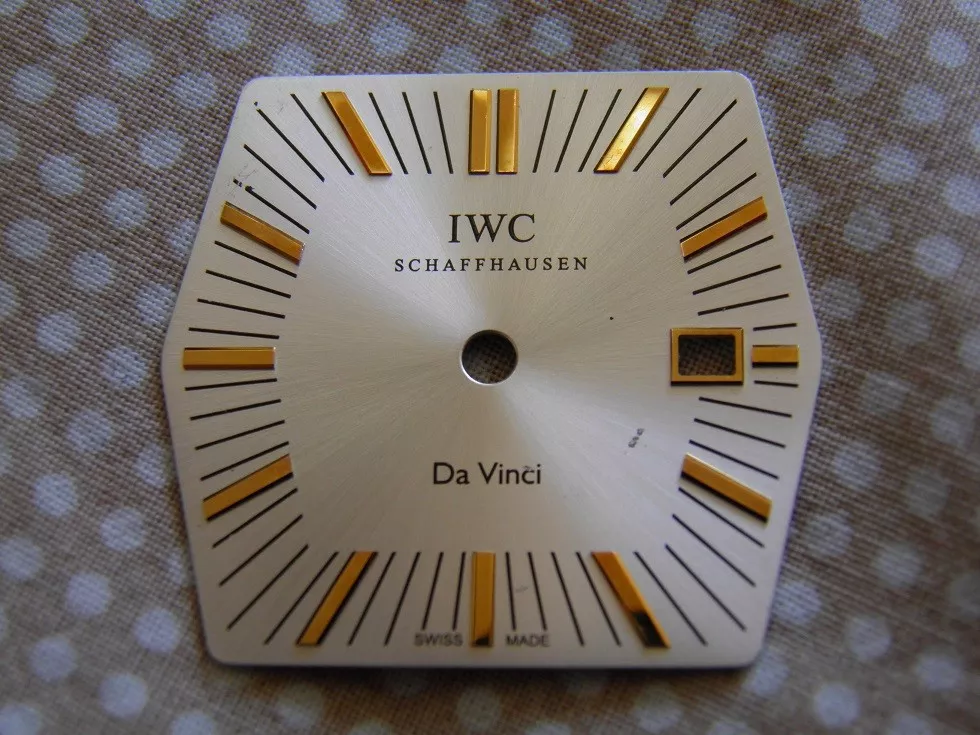 IWC
SCHAFFHAUSEN
Da Vinci
SWISS MADE